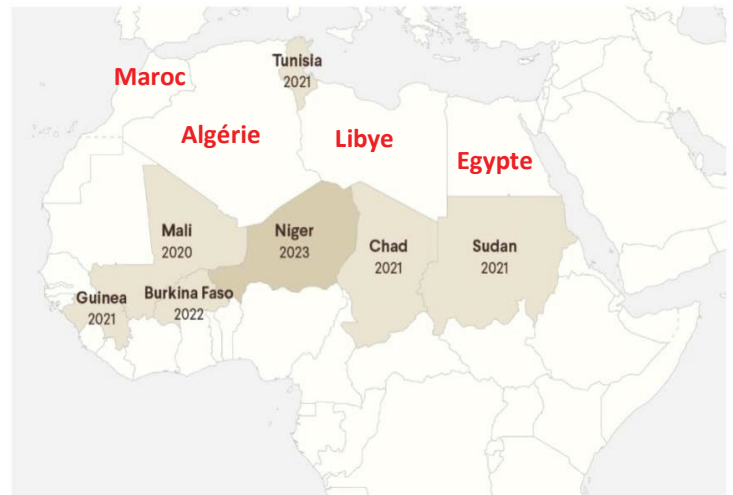 Tunisia
2021
Maroc
Algérie
Libye
Egypte
Mali
2020
Niger
2023
Chad
2021
Sudan
2021
Guinea
2021
Burkina Faso
2022